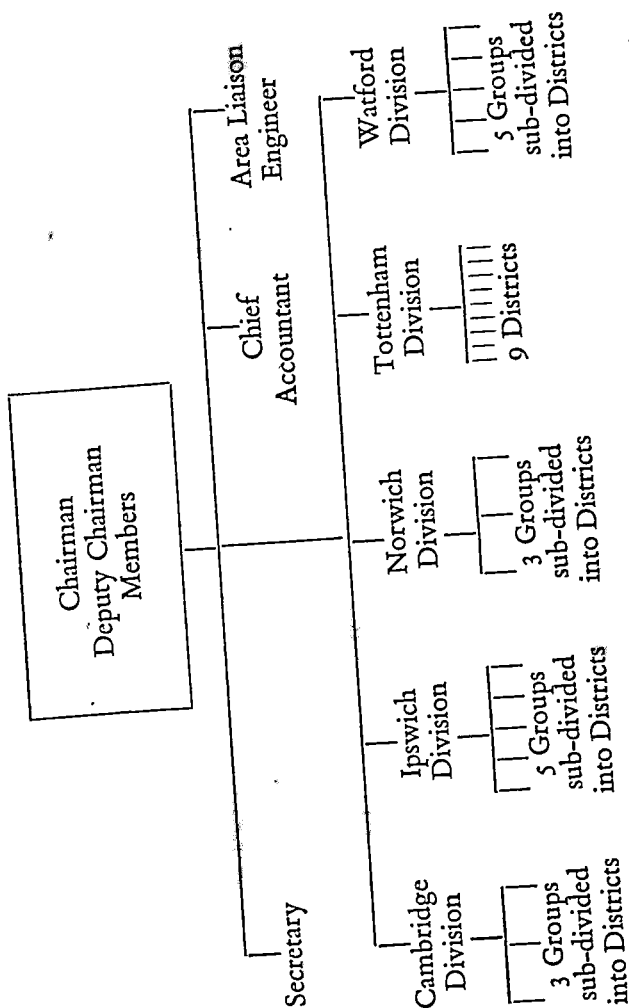 Chairman
Deputy Chairman
Members
Secretary
Chief
Accountant
Area Liaison
Engineer
Cambridge
Division
3 Groups
sub-divided
into Districts
Ipswich
Division
5 Groups
sub-divided
into Districts
Norwich
Division
3 Groups
sub-divided
into Districts
Tottenham
Division
9 Districts
Watford
Division
5 Groups
sub-divided
into Districts